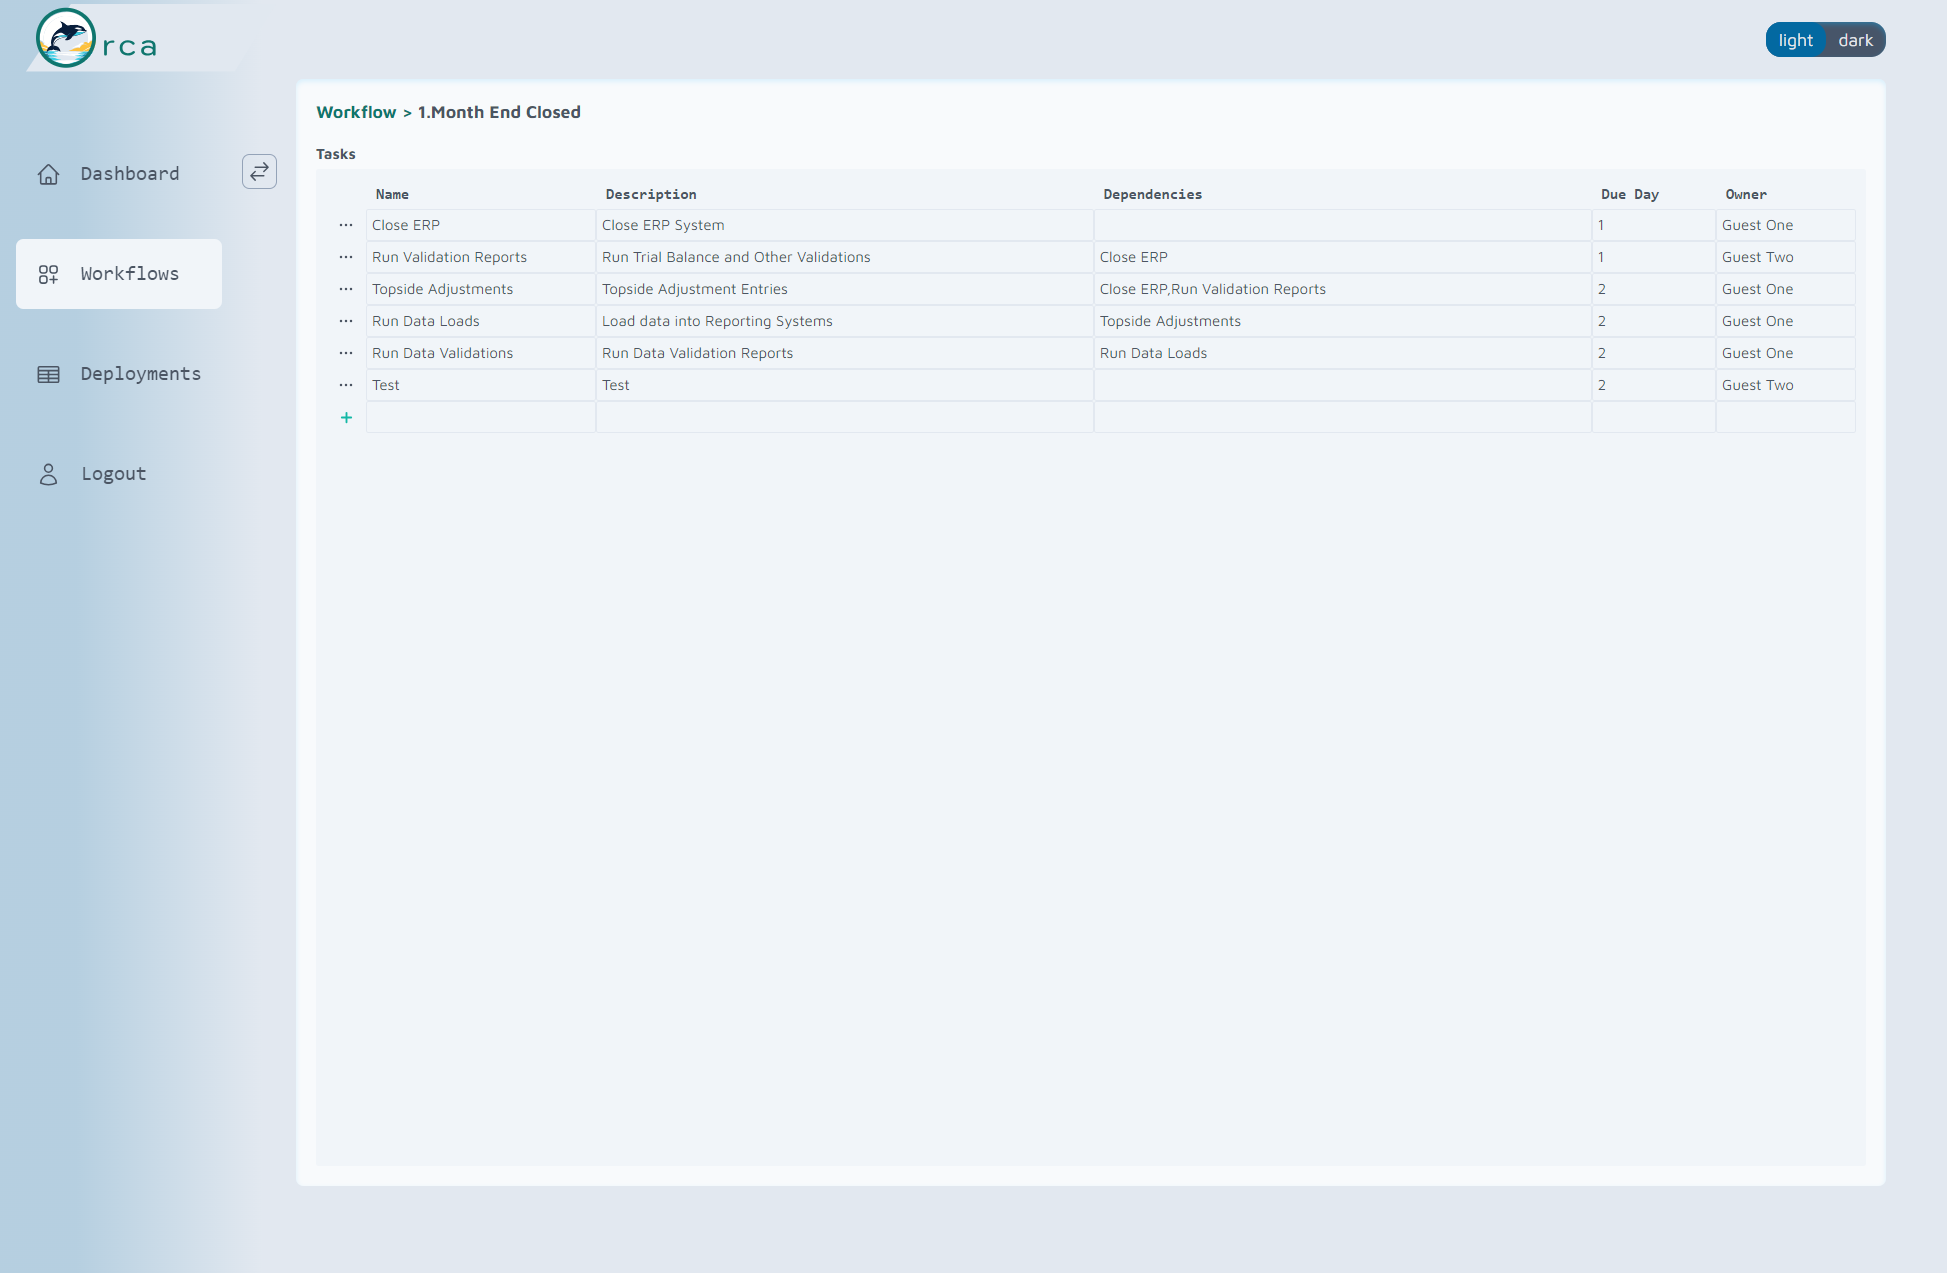 rca
light dark
Workflow > 1.Month End Closed
Dashboard
Workflows
Deployments
Logout
Tasks
Name Description Dependencies Due Day Owner
... Close ERP Close ERP System 1 Guest One
... Run Validation Reports Run Trial Balance and Other Validations Close ERP 1 Guest Two
... Topside Adjustments Topside Adjustment Entries Close ERP,Run Validation Reports 2 Guest One
... Run Data Loads Load data into Reporting Systems Topside Adjustments 2 Guest One
... Run Data Validations Run Data Validation Reports Run Data Loads 2 Guest One
... Test Test 2 Guest Two
+